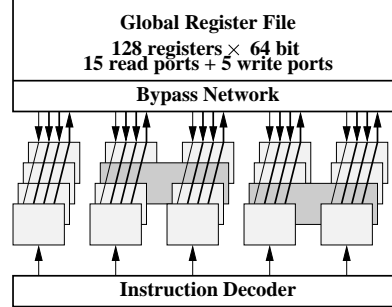 Global Register File
128 registers × 64 bit
15 read ports + 5 write ports
Bypass Network
Instruction Decoder